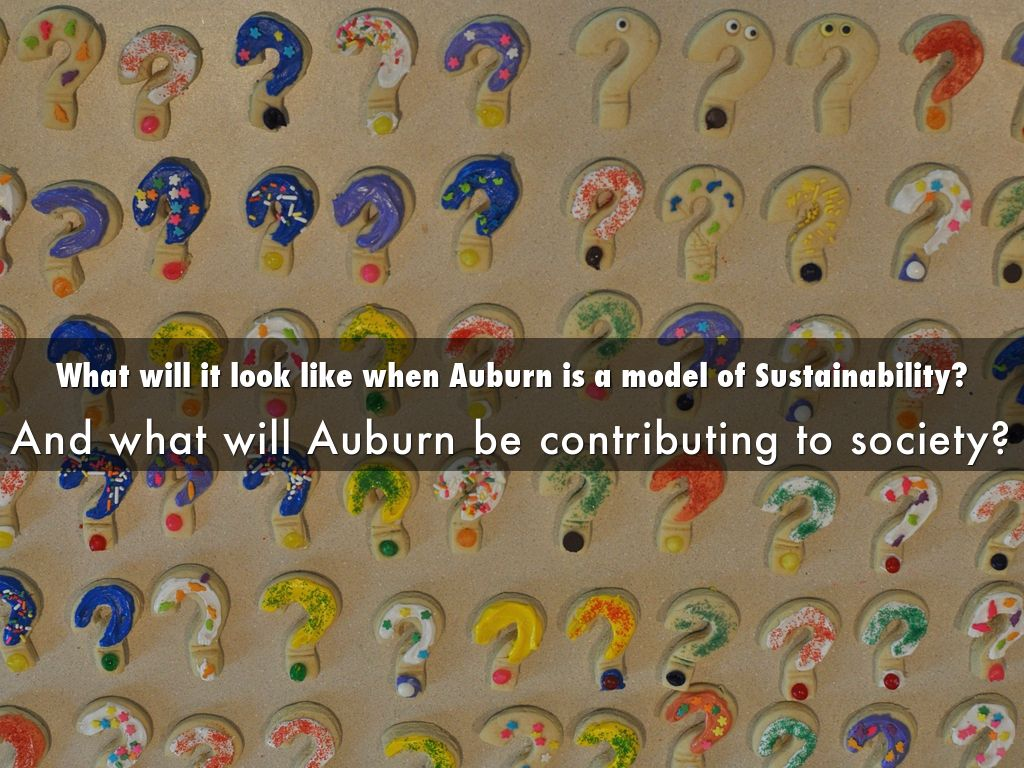 What will it look like when Auburn is a model of Sustainability?
And what will Auburn be contributing to society?